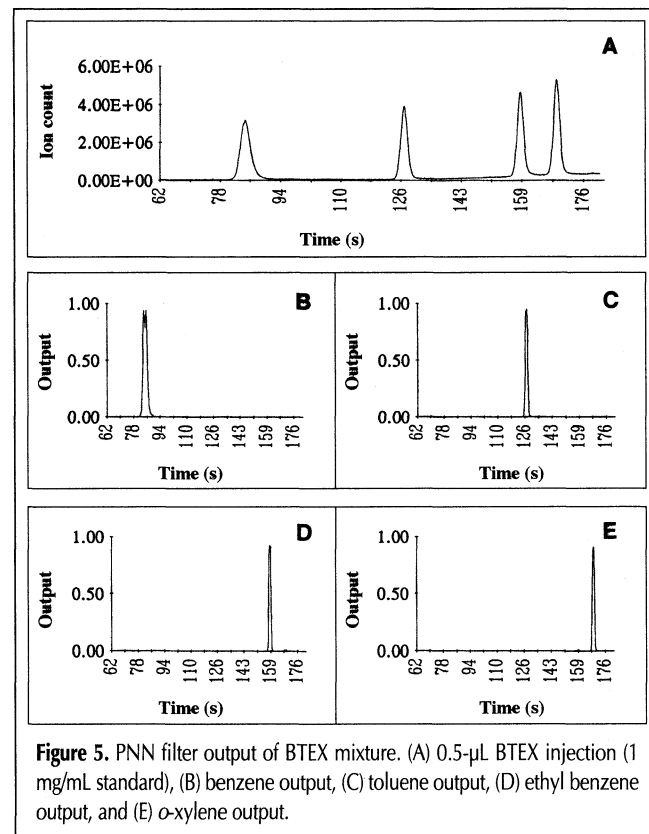 A
6.00E+06
4.00E+06
2.00E+06
0.00E+00
Ion count
62 78 94 110 126 143 159 176
Time (s)
B
1.00
0.50
0.00
Output
62 78 94 110 126 143 159 176
Time (s)
C
1.00
0.50
0.00
Output
62 78 94 110 126 143 159 176
Time (s)
D
1.00
0.50
0.00
Output
62 78 94 110 126 143 159 176
Time (s)
E
1.00
0.50
0.00
Output
62 78 94 110 126 143 159 176
Time (s)
Figure 5. PNN filter output of BTEX mixture. (A) 0.5-µL BTEX injection (1
mg/mL standard), (B) benzene output, (C) toluene output, (D) ethyl benzene
output, and (E) o-xylene output.